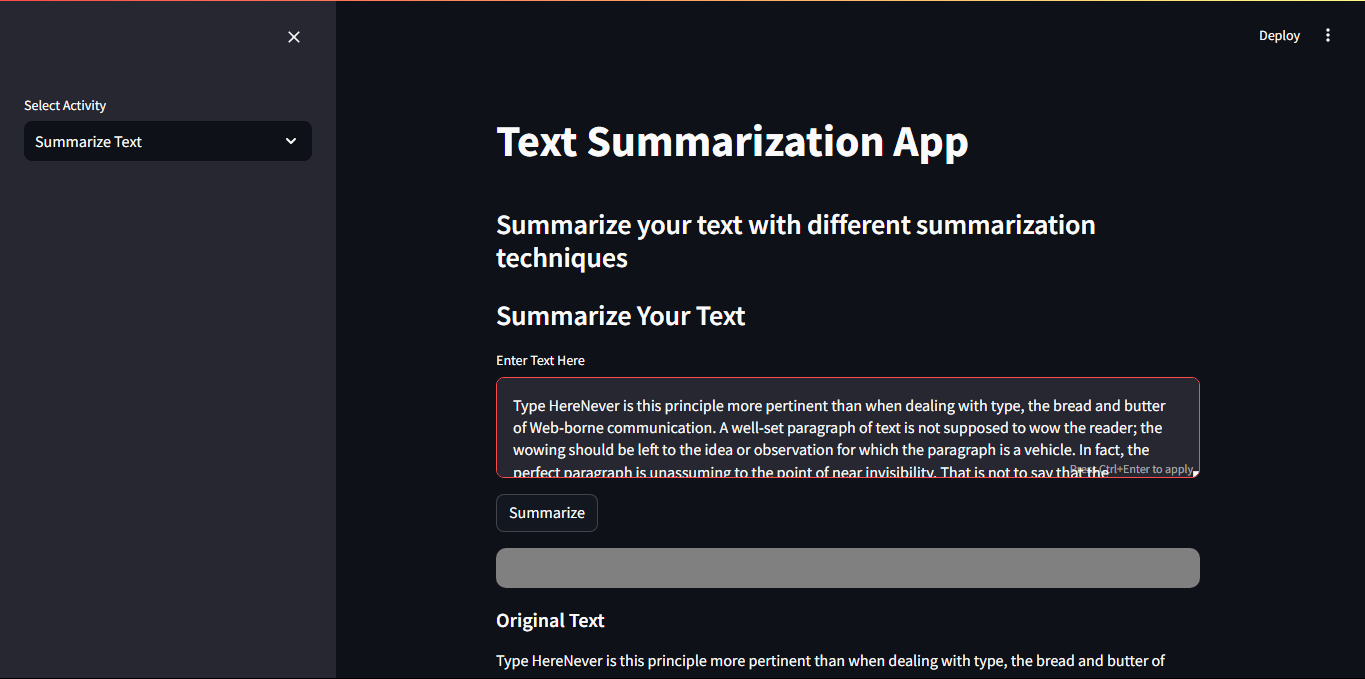 Deploy
Select Activity
Summarize Text
Text Summarization App
Summarize your text with different summarization
techniques
Summarize Your Text
Enter Text Here
Type HereNever is this principle more pertinent than when dealing with type, the bread and butter
of Web-borne communication. A well-set paragraph of text is not supposed to wow the reader; the
wowing should be left to the idea or observation for which the paragraph is a vehicle. In fact, the
perfect paragraph is unassuming to the point of near invisibility. That is not to say that the
Press Ctrl+Enter to apply
Summarize
Original Text
Type HereNever is this principle more pertinent than when dealing with type, the bread and butter of